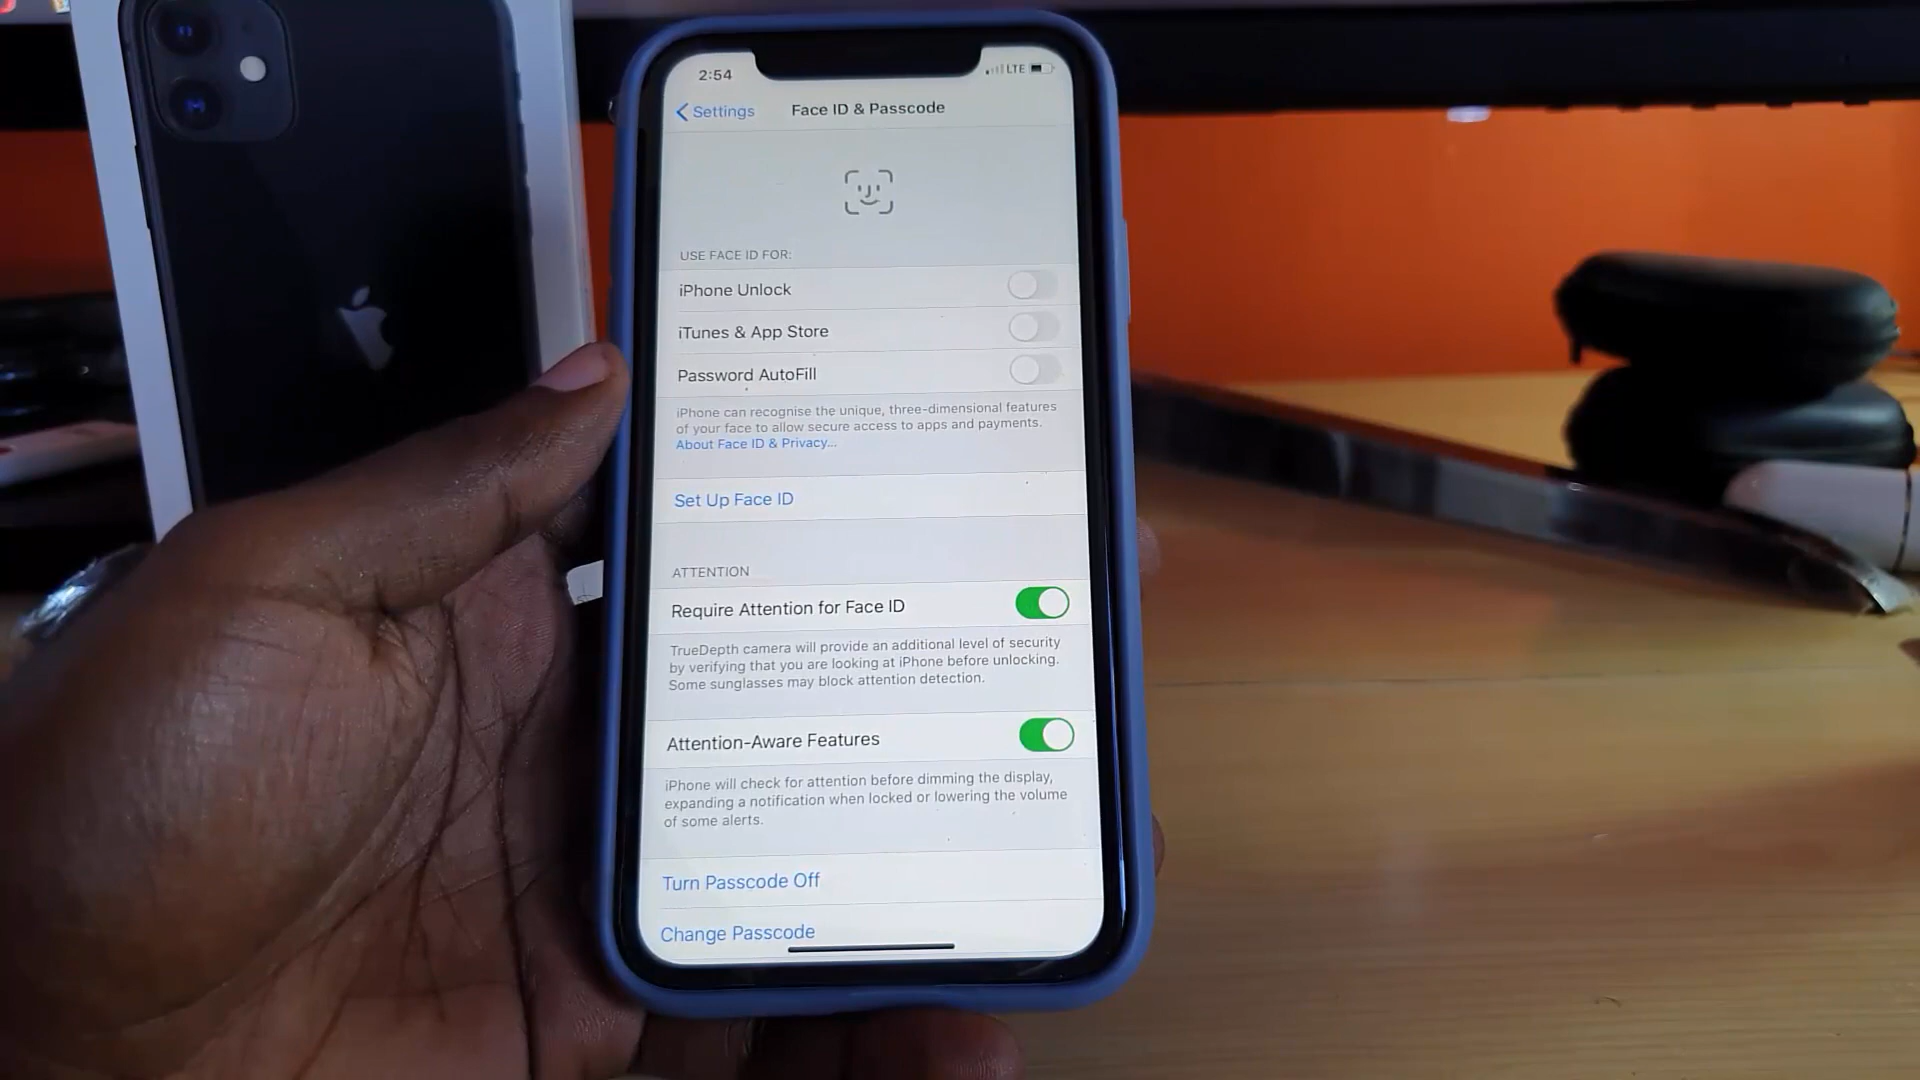 2:54
LTE
Settings
Face ID & Passcode
USE FACE ID FOR:
iPhone Unlock
iTunes & App Store
Password AutoFill
iPhone can recognise the unique, three-dimensional features
of your face to allow secure access to apps and payments.
About Face ID & Privacy...
Set Up Face ID
ATTENTION
Require Attention for Face ID
TrueDepth camera will provide an additional level of security
by verifying that you are looking at iPhone before unlocking.
Some sunglasses may block attention detection.
Attention-Aware Features
iPhone will check for attention before dimming the display,
expanding a notification when locked or lowering the volume
of some alerts.
Turn Passcode Off
Change Passcode